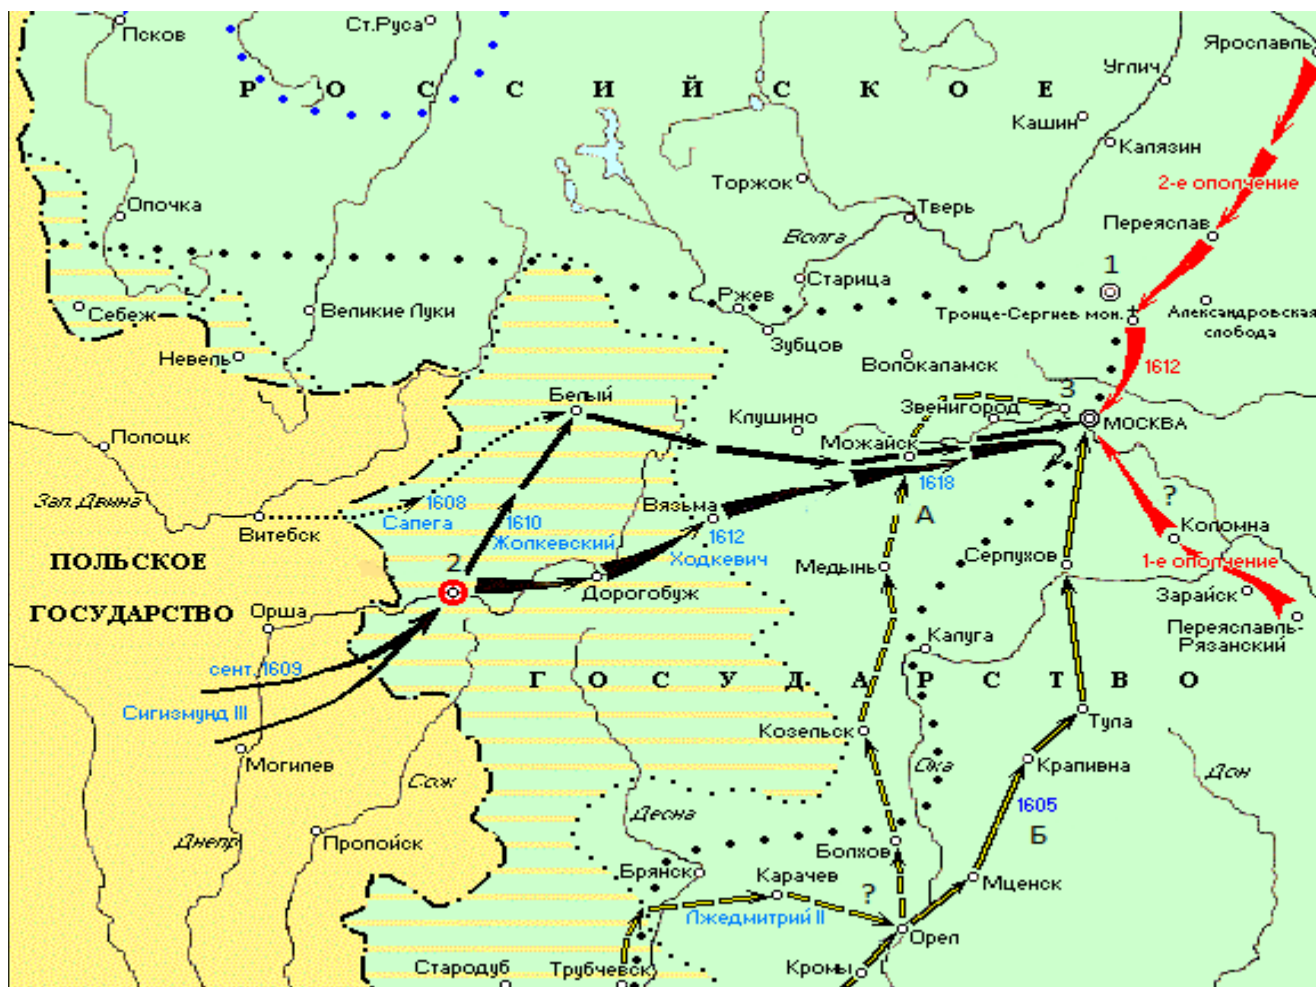 Псков
Ст.Руса
Ярославль
Углич
РОССИЙСКОЕ
Кашин
Калязин
Торжок
2-е ополчение
Опочка
Тверь
Переяслав
Волга
1
Старица
Ржев
Себеж
Великие Луки
Троице-Сергиев мон.
Александровская
слобода
Зубцов
Невель
Волоколамск
1612
Белый
3
Клушино
Звенигород
МОСКВА
Полоцк
Можайск
1618
Зап.Двина
1608
Сапега
Вязьма
?
А
Витебск
1610
Жолкевский
1612
Ходкевич
Коломна
ПОЛЬСКОЕ
2
Медынь
Серпухов
1-е ополчение
ГОСУДАРСТВО
Орша
Дорогобуж
Зарайск
Переяславль-
Рязанский
Калуга
сент. 1609
ГОСУДАРСТВО
Сигизмунд III
Козельск
Тула
Могилев
Сож
Ока
Крапивна
Дон
Десна
1605
Днепр
Пропойск
Болхов
Б
Брянск
Карачев
?
Мценск
Лжедмитрий II
Орел
Стародуб
Трубчевск
Кромы